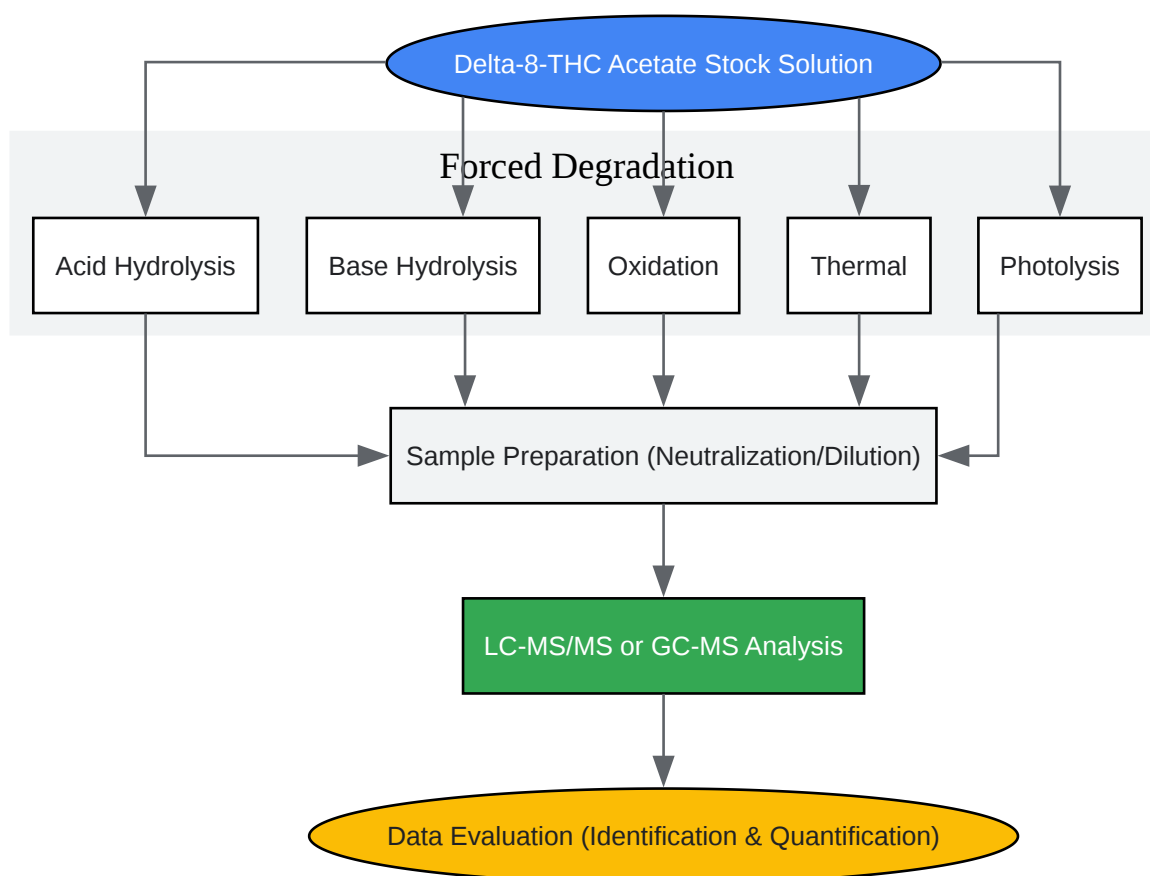 Delta-8-THC Acetate Stock Solution
Forced Degradation
Acid Hydrolysis
Base Hydrolysis
Oxidation
Thermal
Photolysis
Sample Preparation (Neutralization/Dilution)
LC-MS/MS or GC-MS Analysis
Data Evaluation (Identification & Quantification)